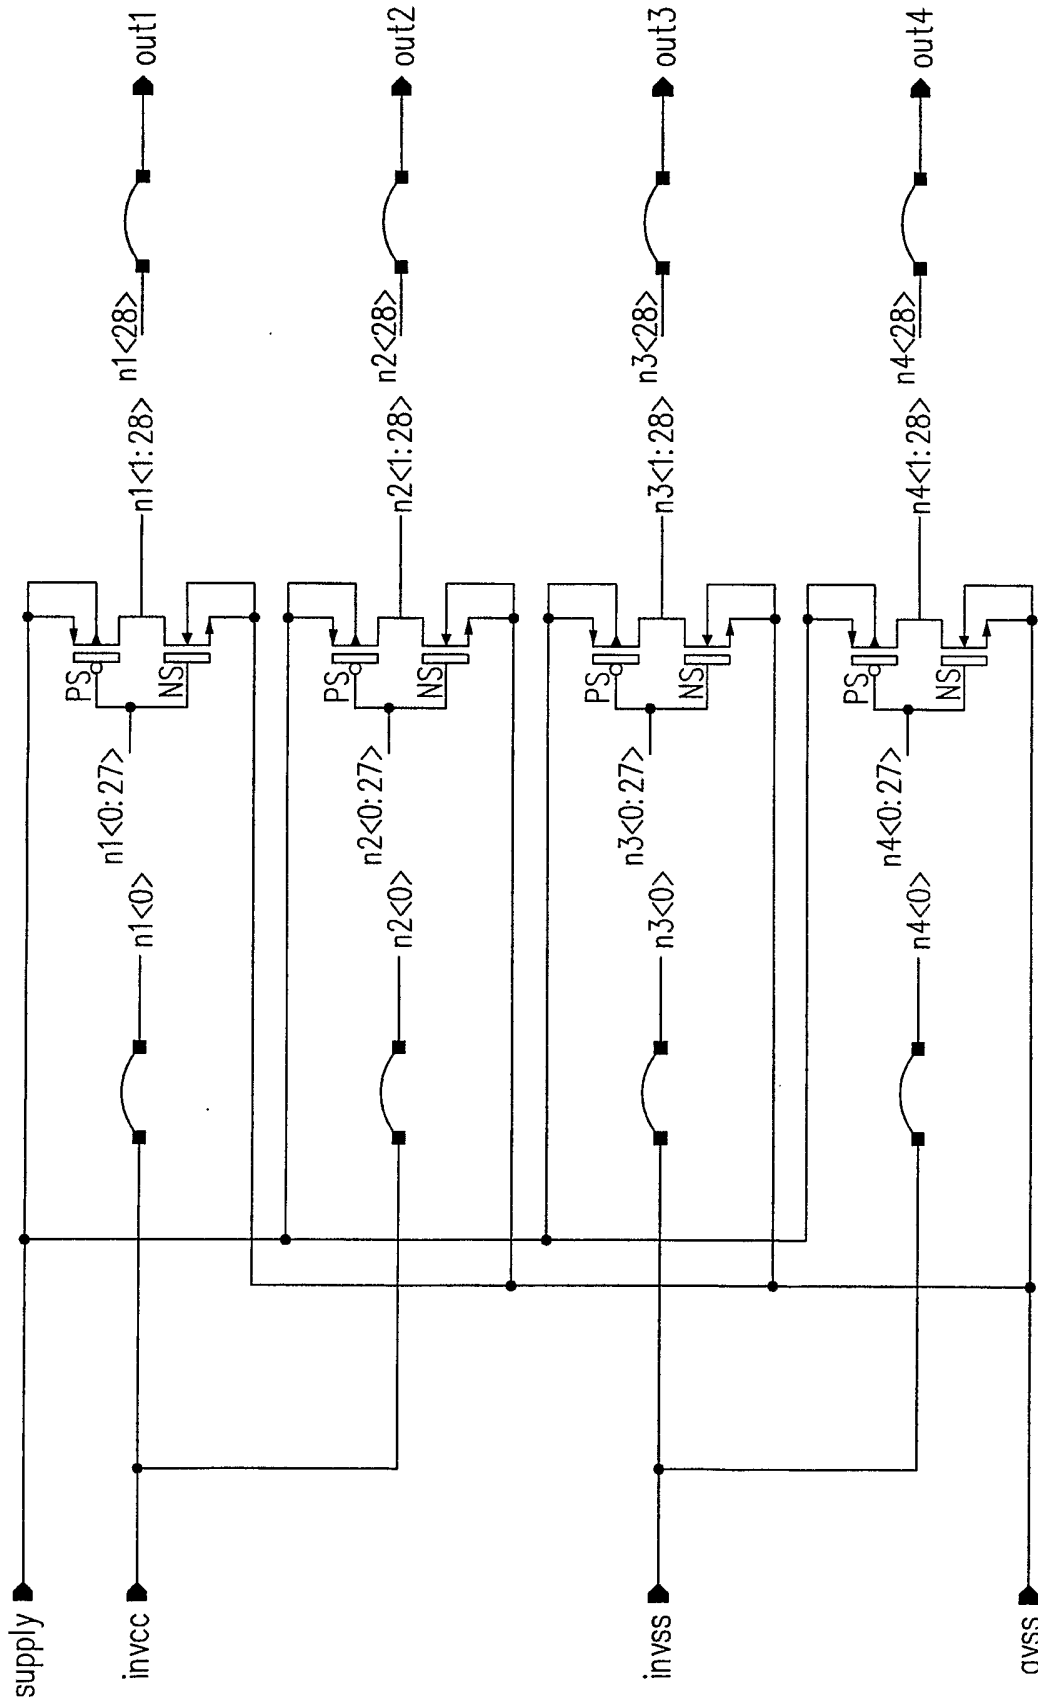 supply
invcc
n1<0>
n1<0:27>
PS
NS
n1<1:28>
n1<28>
out1
n2<0>
n2<0:27>
PS
NS
n2<1:28>
n2<28>
out2
invss
n3<0>
n3<0:27>
PS
NS
n3<1:28>
n3<28>
out3
n4<0>
n4<0:27>
PS
NS
n4<1:28>
n4<28>
out4